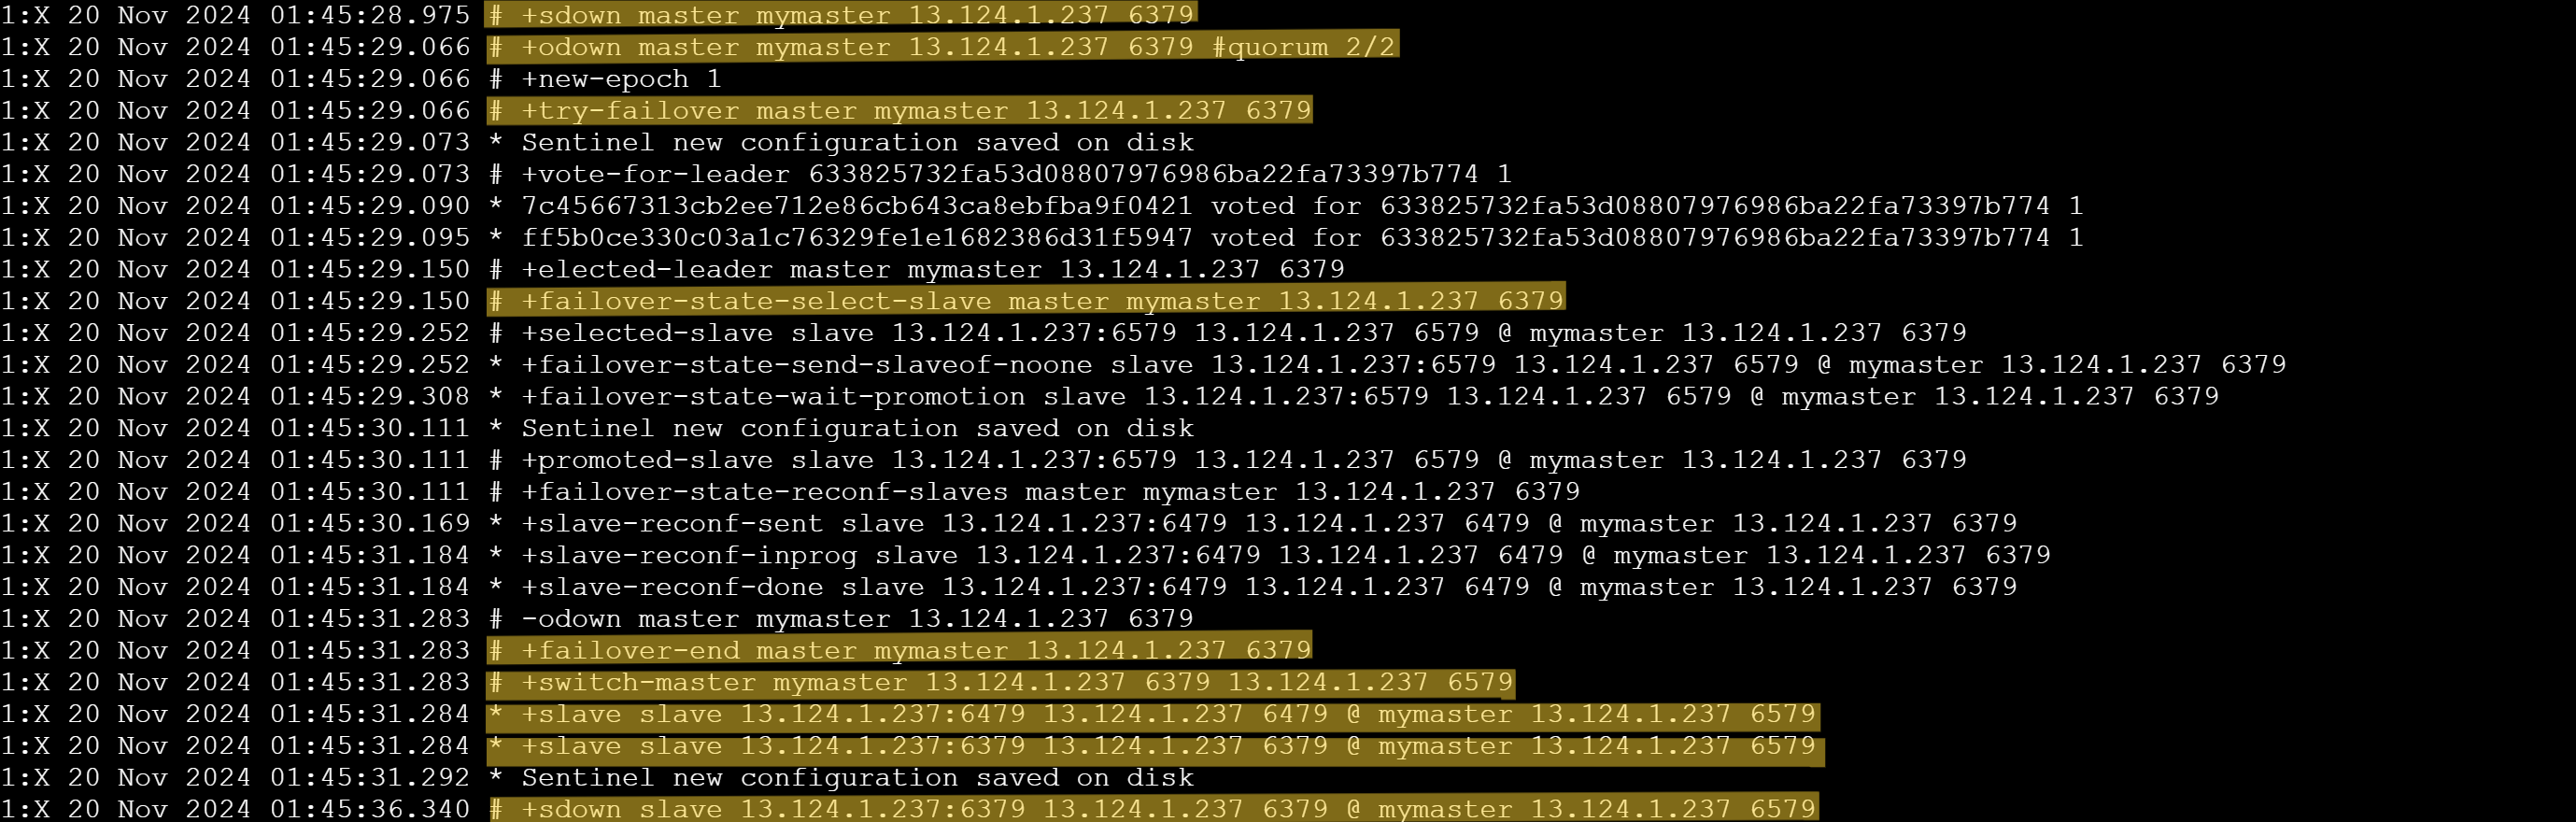 1:X 20 Nov 2024 01:45:28.975 # +sdown master mymaster 13.124.1.237 6379
1:X 20 Nov 2024 01:45:29.066 # +odown master mymaster 13.124.1.237 6379 #quorum 2/2
1:X 20 Nov 2024 01:45:29.066 # +new-epoch 1
1:X 20 Nov 2024 01:45:29.066 # +try-failover master mymaster 13.124.1.237 6379
1:X 20 Nov 2024 01:45:29.073 * Sentinel new configuration saved on disk
1:X 20 Nov 2024 01:45:29.073 # +vote-for-leader 633825732fa53d08807976986ba22fa73397b774 1
1:X 20 Nov 2024 01:45:29.090 * 7c45667313cb2ee712e86cb643ca8ebfba9f0421 voted for 633825732fa53d08807976986ba22fa73397b774 1
1:X 20 Nov 2024 01:45:29.095 * ff5b0ce330c03a1c76329fe1e1682386d31f5947 voted for 633825732fa53d08807976986ba22fa73397b774 1
1:X 20 Nov 2024 01:45:29.150 # +elected-leader master mymaster 13.124.1.237 6379
1:X 20 Nov 2024 01:45:29.150 # +failover-state-select-slave master mymaster 13.124.1.237 6379
1:X 20 Nov 2024 01:45:29.252 # +selected-slave slave 13.124.1.237:6579 13.124.1.237 6579 @ mymaster 13.124.1.237 6379
1:X 20 Nov 2024 01:45:29.252 * +failover-state-send-slaveof-noone slave 13.124.1.237:6579 13.124.1.237 6579 @ mymaster 13.124.1.237 6379
1:X 20 Nov 2024 01:45:29.308 * +failover-state-wait-promotion slave 13.124.1.237:6579 13.124.1.237 6579 @ mymaster 13.124.1.237 6379
1:X 20 Nov 2024 01:45:30.111 * Sentinel new configuration saved on disk
1:X 20 Nov 2024 01:45:30.111 # +promoted-slave slave 13.124.1.237:6579 13.124.1.237 6579 @ mymaster 13.124.1.237 6379
1:X 20 Nov 2024 01:45:30.111 # +failover-state-reconf-slaves master mymaster 13.124.1.237 6379
1:X 20 Nov 2024 01:45:30.169 * +slave-reconf-sent slave 13.124.1.237:6479 13.124.1.237 6479 @ mymaster 13.124.1.237 6379
1:X 20 Nov 2024 01:45:31.184 * +slave-reconf-inprog slave 13.124.1.237:6479 13.124.1.237 6479 @ mymaster 13.124.1.237 6379
1:X 20 Nov 2024 01:45:31.184 * +slave-reconf-done slave 13.124.1.237:6479 13.124.1.237 6479 @ mymaster 13.124.1.237 6379
1:X 20 Nov 2024 01:45:31.283 # -odown master mymaster 13.124.1.237 6379
1:X 20 Nov 2024 01:45:31.283 # +failover-end master mymaster 13.124.1.237 6379
1:X 20 Nov 2024 01:45:31.283 # +switch-master mymaster 13.124.1.237 6379 13.124.1.237 6579
1:X 20 Nov 2024 01:45:31.284 * +slave slave 13.124.1.237:6479 13.124.1.237 6479 @ mymaster 13.124.1.237 6579
1:X 20 Nov 2024 01:45:31.284 * +slave slave 13.124.1.237:6379 13.124.1.237 6379 @ mymaster 13.124.1.237 6579
1:X 20 Nov 2024 01:45:31.292 * Sentinel new configuration saved on disk
1:X 20 Nov 2024 01:45:36.340 # +sdown slave 13.124.1.237:6379 13.124.1.237 6379 @ mymaster 13.124.1.237 6579